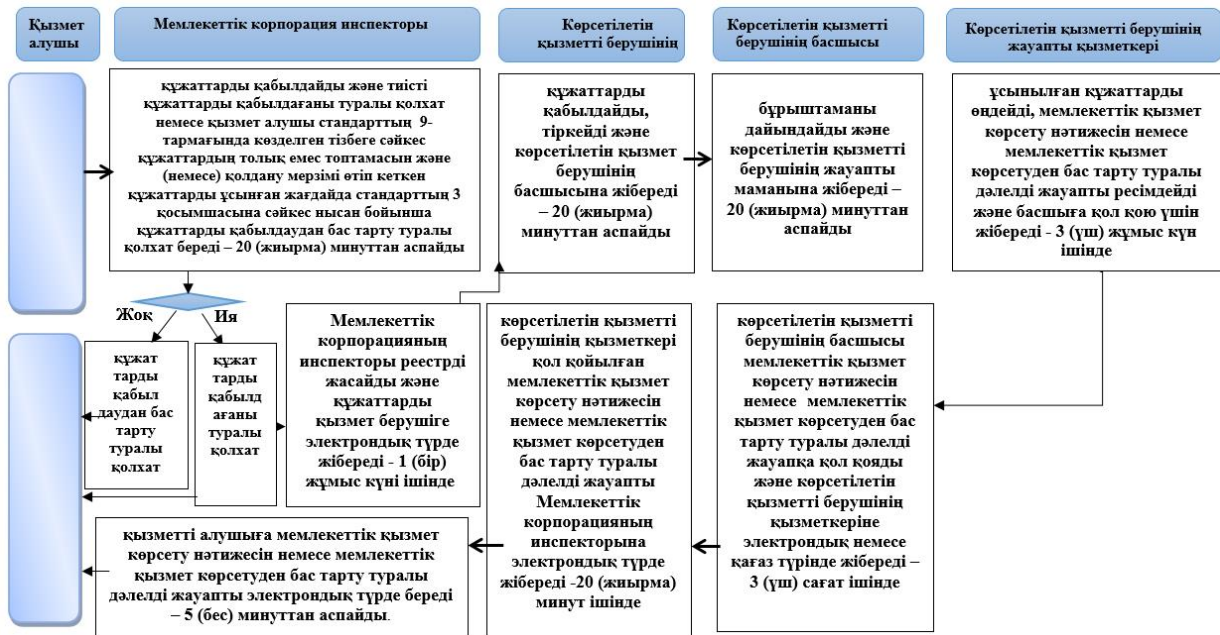 Қызмет
алушы
Мемлекеттік корпорация инспекторы
Көрсетілетін
қызметті берушінің
Көрсетілетін қызметті
берушінің басшысы
Көрсетілетін қызметті берушінің
жауапты қызметкері
құжаттарды қабылдайды және тиісті
құжаттарды қабылдағаны туралы қолхат
немесе қызмет алушы стандарттың 9-
тармағында көзделген тізбеге сәйкес
құжаттардың толық емес топтамасын және
(немесе) қолдану мерзімі өтіп кеткен
құжаттарды ұсынған жағдайда стандарттың 3
қосымшасына сәйкес нысан бойынша
құжаттарды қабылдаудан бас тарту туралы
қолхат береді – 20 (жиырма) минуттан аспайды
құжаттарды
қабылдайды,
тіркейді және
көрсетілетін қызмет
берушінің
басшысына жібереді
– 20 (жиырма)
минуттан аспайды
бұрыштаманы
дайындайды және
көрсетілетін қызметті
берушінің жауапты
маманына жібереді –
20 (жиырма) минуттан
аспайды
ұсынылған құжаттарды
өңдейді, мемлекеттік қызмет
көрсету нәтижесін немесе
мемлекеттік қызмет
көрсетуден бас тарту туралы
дәлелді жауапты ресімдейді
және басшыға қол қою үшін
жібереді - 3 (үш) жұмыс күн
ішінде
Жоқ
Ия
құжат
тарды
қабыл
даудан бас
тарту
туралы
қолхат
құжат
тарды
қабылд
ағаны
туралы
қолхат
Мемлекеттік
корпорацияның
инспекторы реестрді
жасайды және
құжаттарды
қызмет берушіге
электрондық түрде
жібереді - 1 (бір)
жұмыс күні ішінде
көрсетілетін қызметті
берушінің қызметкері
қол қойылған
мемлекеттік қызмет
көрсету нәтижесін
немесе мемлекеттік
қызмет көрсетуден
бас тарту туралы
дәлелді жауапты
Мемлекеттік
корпорацияның
инспекторына
электрондық түрде
жібереді -20 (жиырма)
минут ішінде
көрсетілетін қызметті
берушінің басшысы
мемлекеттік қызмет
көрсету нәтижесін
немесе мемлекеттік
қызмет көрсетуден бас
тарту туралы дәлелді
жауапқа қол қояды
және көрсетілетін
қызметті берушінің
қызметкеріне
электрондық немесе
қағаз түрінде жібереді –
3 (үш) сағат ішінде
қызметті алушыға мемлекеттік қызмет
көрсету нәтижесін немесе мемлекеттік
қызмет көрсетуден бас тарту туралы
дәлелді жауапты электрондық түрде береді
– 5 (бес) минуттан аспайды.